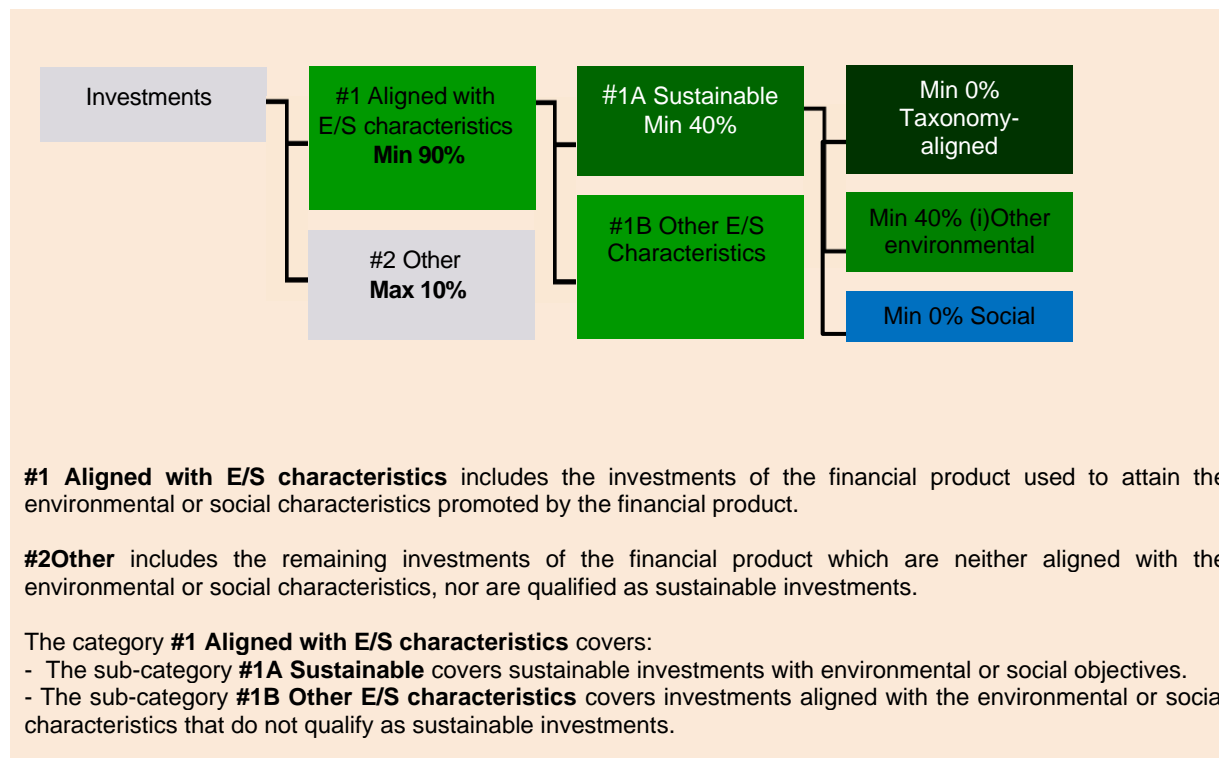 Investments
#1 Aligned with
E/S characteristics
Min 90%
#2 Other
Max 10%
#1A Sustainable
Min 40%
#1B Other E/S
Characteristics
Min 0%
Taxonomy-
aligned
Min 40% (i)Other
environmental
Min 0% Social
#1 Aligned with E/S characteristics includes the investments of the financial product used to attain the
environmental or social characteristics promoted by the financial product.
#2Other includes the remaining investments of the financial product which are neither aligned with the
environmental or social characteristics, nor are qualified as sustainable investments.
The category #1 Aligned with E/S characteristics covers:
- The sub-category #1A Sustainable covers sustainable investments with environmental or social objectives.
- The sub-category #1B Other E/S characteristics covers investments aligned with the environmental or social
characteristics that do not qualify as sustainable investments.